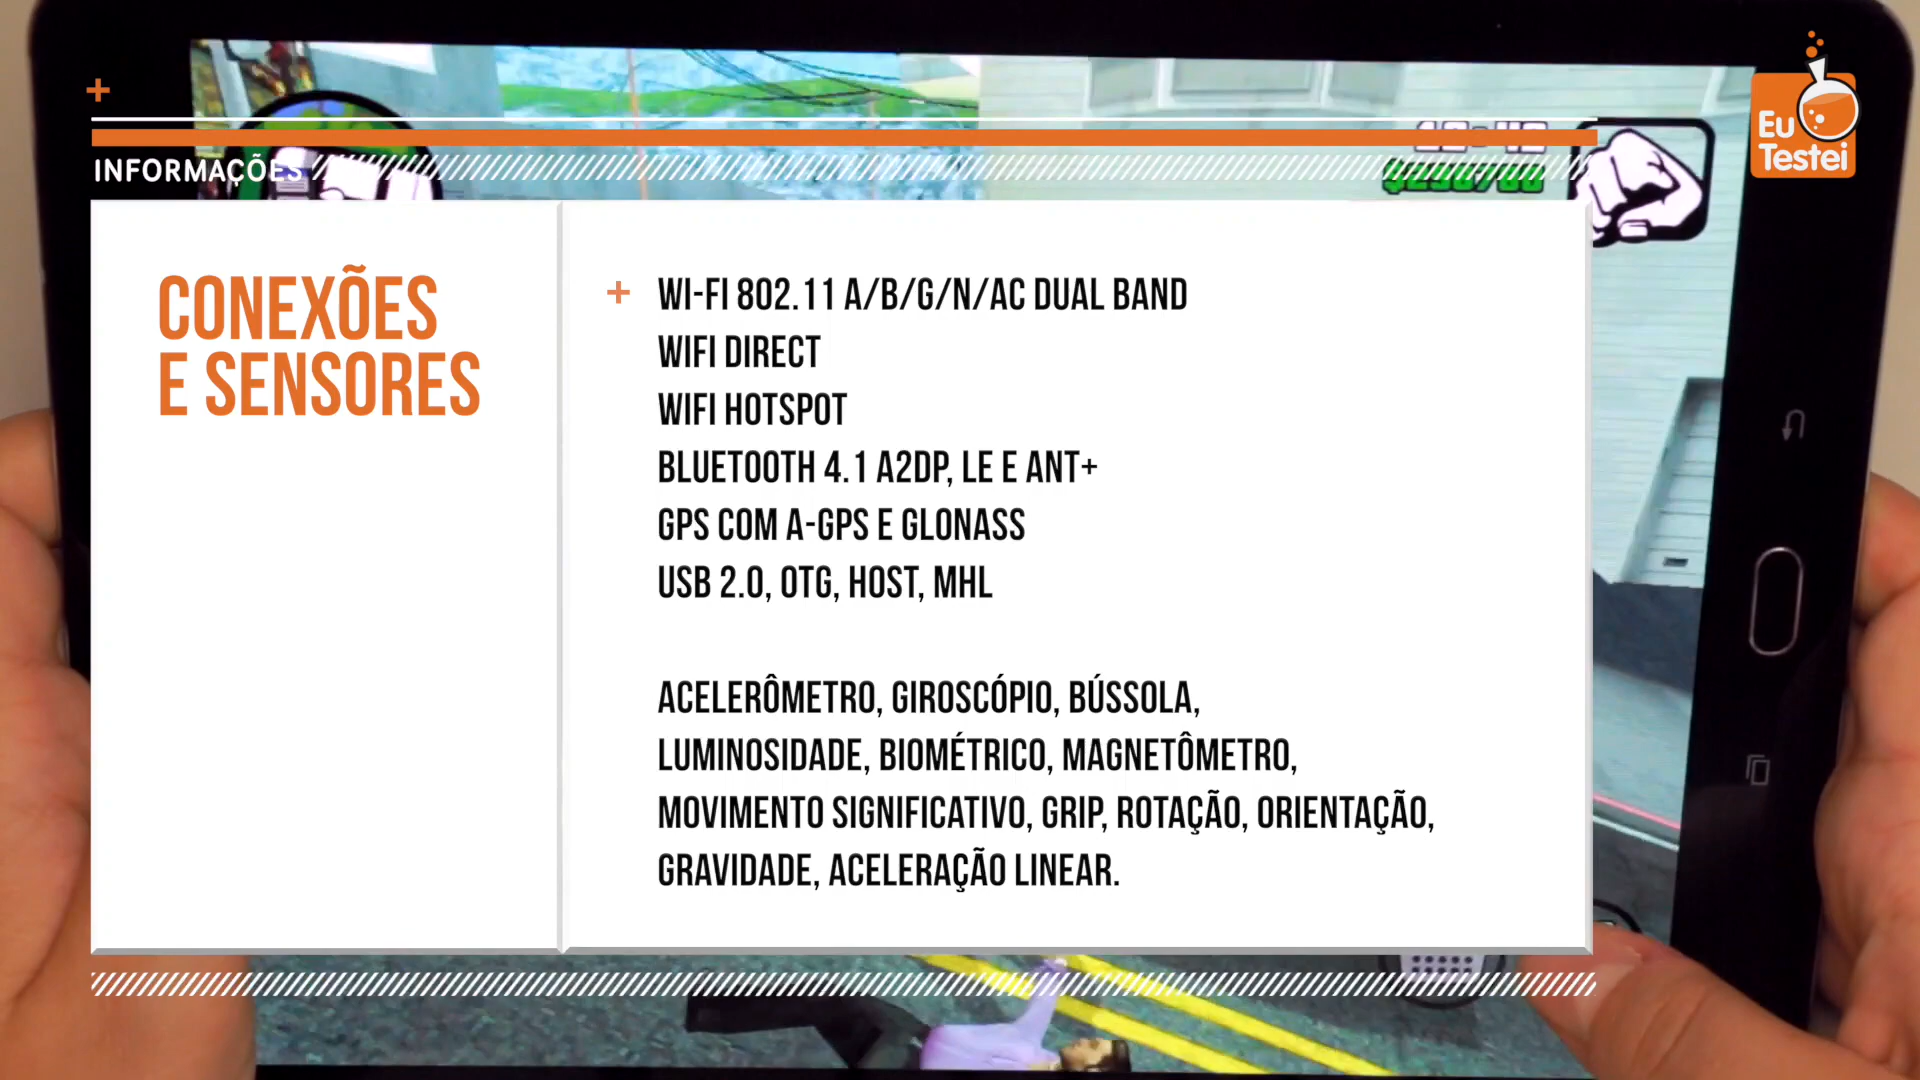 INFORMAÇÕES
Eu
Testei
CONEXÕES
E SENSORES
+ WI-FI 802.11 A/B/G/N/AC DUAL BAND
WIFI DIRECT
WIFI HOTSPOT
BLUETOOTH 4.1 A2DP, LE E ANT+
GPS COM A-GPS E GLONASS
USB 2.0, OTG, HOST, MHL
ACELERÔMETRO, GIROSCÓPIO, BÚSSOLA,
LUMINOSIDADE, BIOMÉTRICO, MAGNETÔMETRO,
MOVIMENTO SIGNIFICATIVO, GRIP, ROTAÇÃO, ORIENTAÇÃO,
GRAVIDADE, ACELERAÇÃO LINEAR.